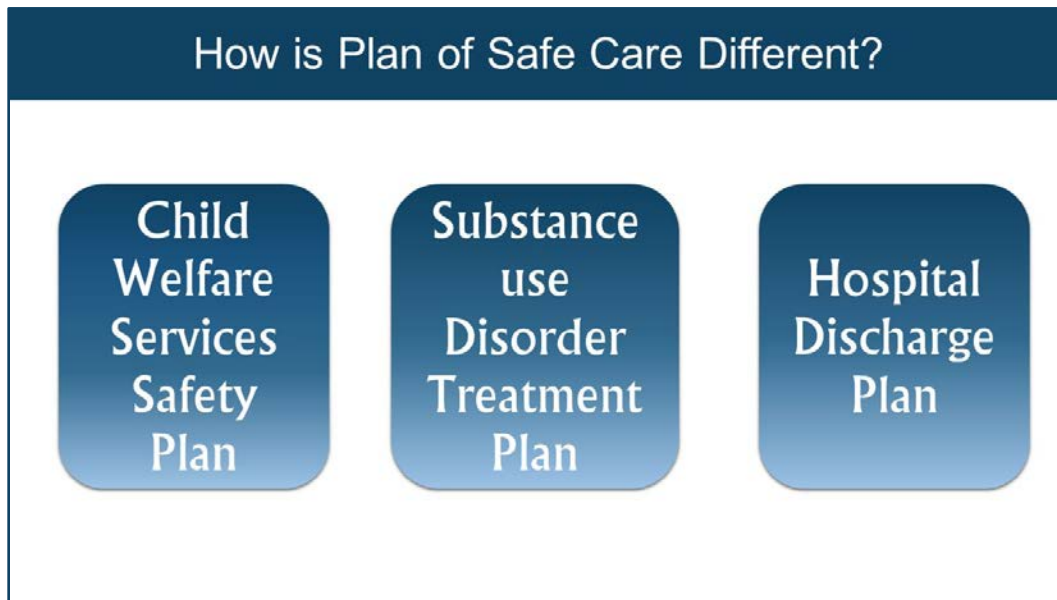 How is Plan of Safe Care Different?
Child
Welfare
Services
Safety
Plan
Substance
use
Disorder
Treatment
Plan
Hospital
Discharge
Plan